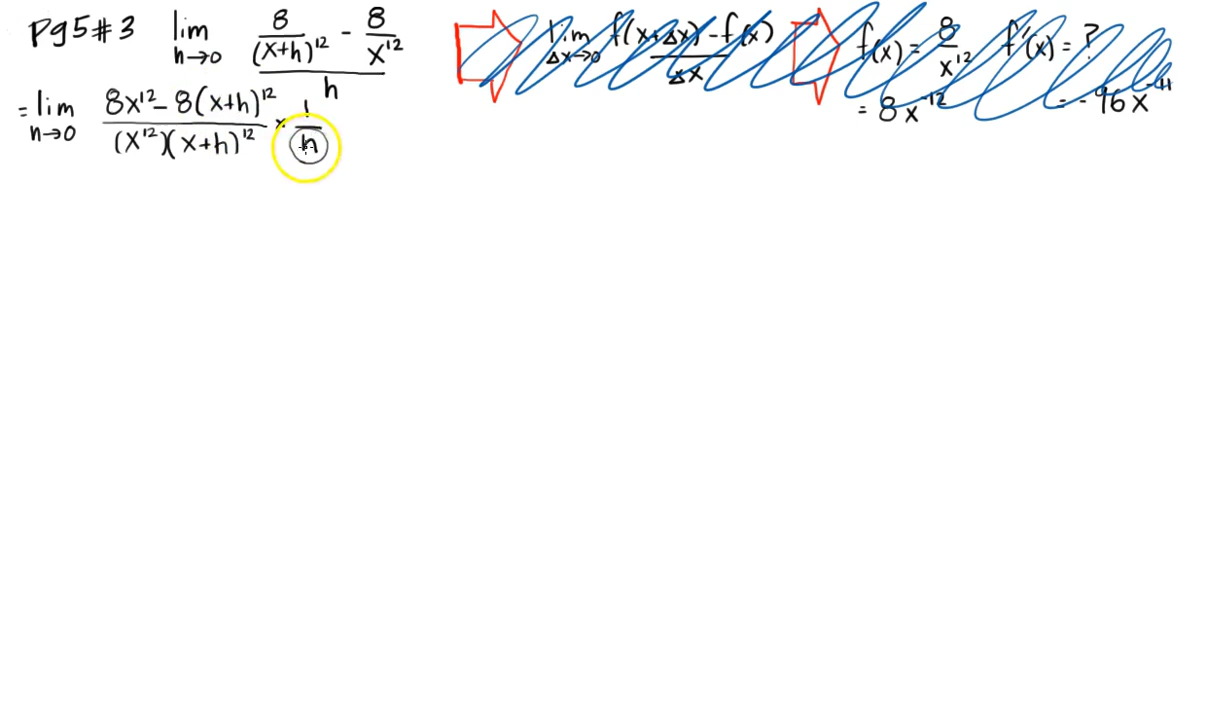 Pg5#3 lim h→0 8/(x+h)^12 - 8/x^12 / h
lim Δx→0 f(x+Δx)-f(x) / Δx
f(x) = 8/x^12 f'(x) = ?
= 8x^-12 = -96x^-11
= lim h→0 8x^12 - 8(x+h)^12 / (x^12)(x+h)^12 × 1/h